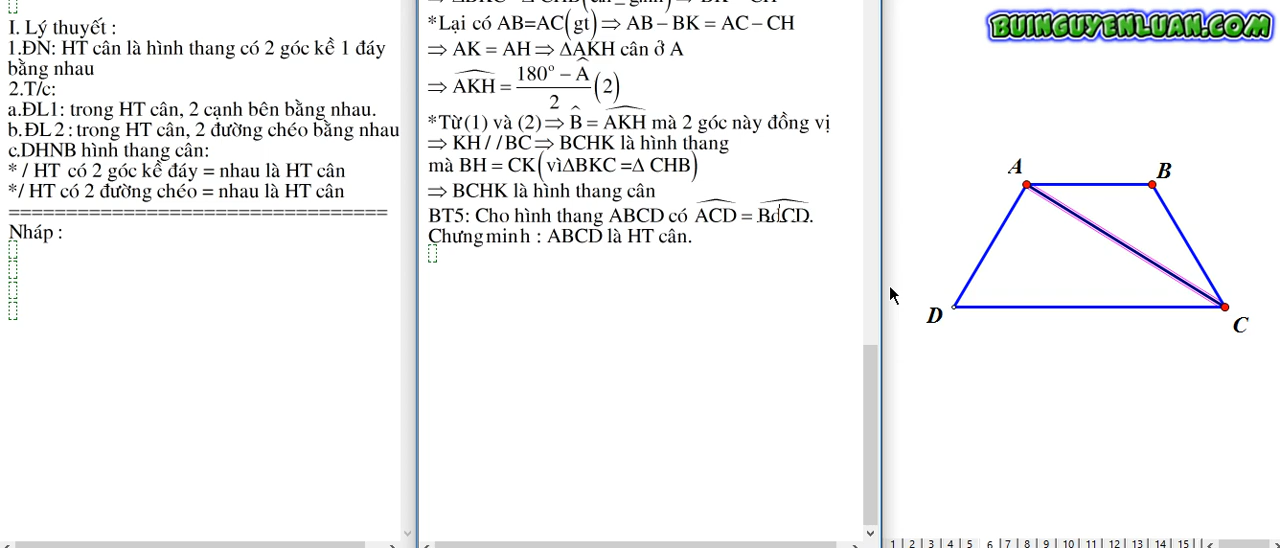 I. Lý thuyết :
1.ĐN: HT cân là hình thang có 2 góc kề 1 đáy
bằng nhau
2.T/c:
a.ĐL1: trong HT cân, 2 cạnh bên bằng nhau.
b.ĐL2 : trong HT cân, 2 đường chéo bằng nhau
c.DHNB hình thang cân:
* / HT có 2 góc kề đáy = nhau là HT cân
*/ HT có 2 đường chéo = nhau là HT cân
================================
Nháp :
*Lại có AB=AC(gt)⇒ AB − BK = AC − CH
⇒ AK = AH ⇒ ΔAKH cân ở A
⇒ AKH = (180° − A)/2 (2)
*Từ(1) và (2)⇒ B = AKH mà 2 góc này đồng vị
⇒ KH / /BC ⇒ BCHK là hình thang
mà BH = CK(vìΔBKC =Δ CHB)
⇒ BCHK là hình thang cân
BT5: Cho hình thang ABCD có ACD =
Chưng minh : ABCD là HT cân.
BUINGUYENLUAN.COM
A
B
D
C
1 | 2 | 3 | 4 | 5 6 | 7 | 8 | 9 | 10 | 11 | 12 | 13 | 14 | 15 |